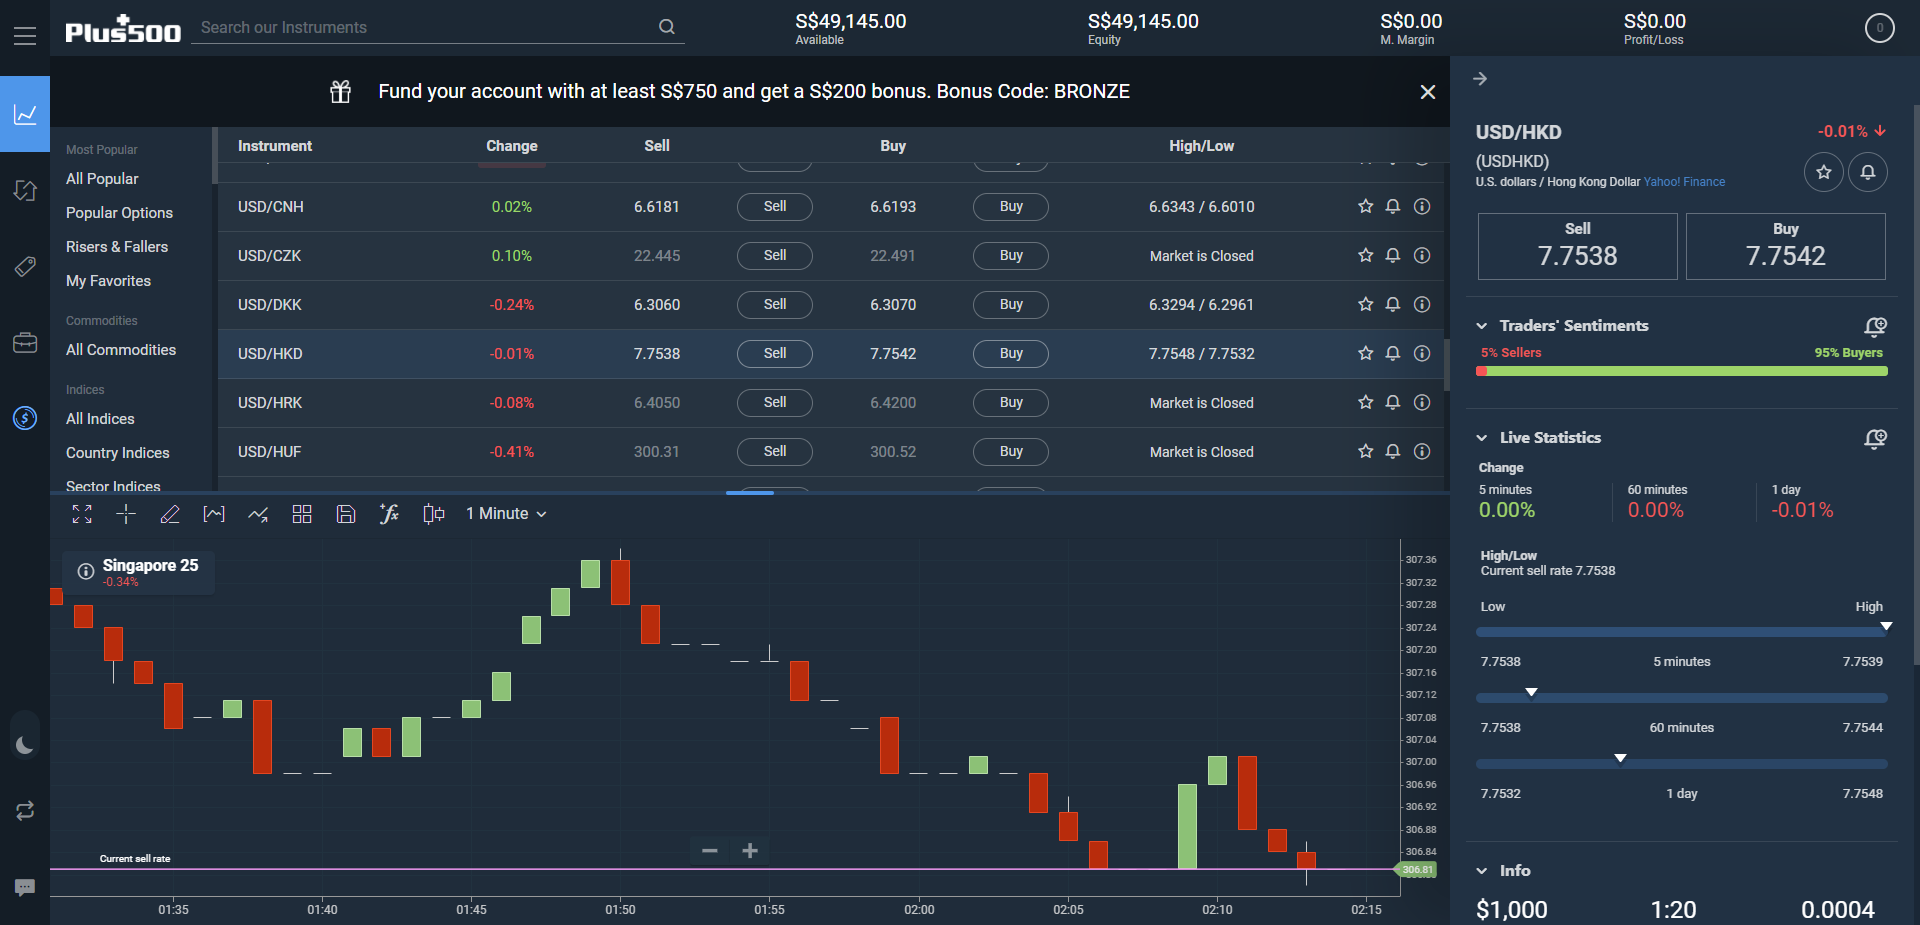 Plus500
Search our Instruments
S$49,145.00
Available
S$49,145.00
Equity
S$0.00
M. Margin
S$0.00
Profit/Loss
0
Fund your account with at least S$750 and get a S$200 bonus. Bonus Code: BRONZE
Most Popular
All Popular
Popular Options
Risers & Fallers
My Favorites
Commodities
All Commodities
Indices
All Indices
Country Indices
Sector Indices
Instrument Change Sell Buy High/Low
USD/CNH 0.02% 6.6181 Sell 6.6193 Buy 6.6343 / 6.6010
USD/CZK 0.10% 22.445 Sell 22.491 Buy Market is Closed
USD/DKK -0.24% 6.3060 Sell 6.3070 Buy 6.3294 / 6.2961
USD/HKD -0.01% 7.7538 Sell 7.7542 Buy 7.7548 / 7.7532
USD/HRK -0.08% 6.4050 Sell 6.4200 Buy Market is Closed
USD/HUF -0.41% 300.31 Sell 300.52 Buy Market is Closed
1 Minute
Singapore 25
-0.34%
307.36
307.32
307.28
307.24
307.20
307.16
307.12
307.08
307.04
307.00
306.96
306.92
306.88
306.84
306.81
Current sell rate
01:35 01:40 01:45 01:50 01:55 02:00 02:05 02:10 02:15
USD/HKD -0.01%
(USDHKD)
U.S. dollars / Hong Kong Dollar Yahoo! Finance
Sell
7.7538
Buy
7.7542
Traders' Sentiments
5% Sellers 95% Buyers
Live Statistics
Change
5 minutes 60 minutes 1 day
0.00% 0.00% -0.01%
High/Low
Current sell rate 7.7538
Low High
7.7538 5 minutes 7.7539
7.7538 60 minutes 7.7544
7.7532 1 day 7.7548
Info
$1,000 1:20 0.0004